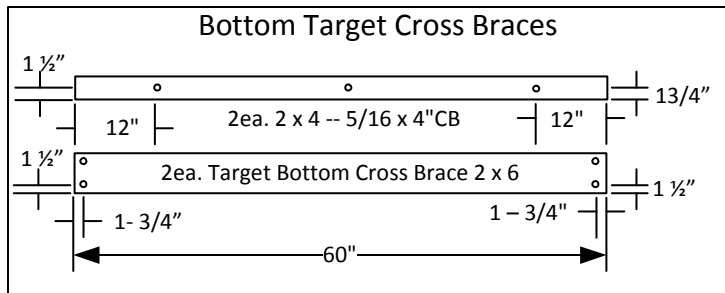 Bottom Target Cross Braces
1 ½”
13/4"
12"
2ea. 2 x 4 -- 5/16 x 4"CB
12"
1 ½”
2ea. Target Bottom Cross Brace 2 x 6
1 ½"
1- 3/4”
1 – 3/4"
60"